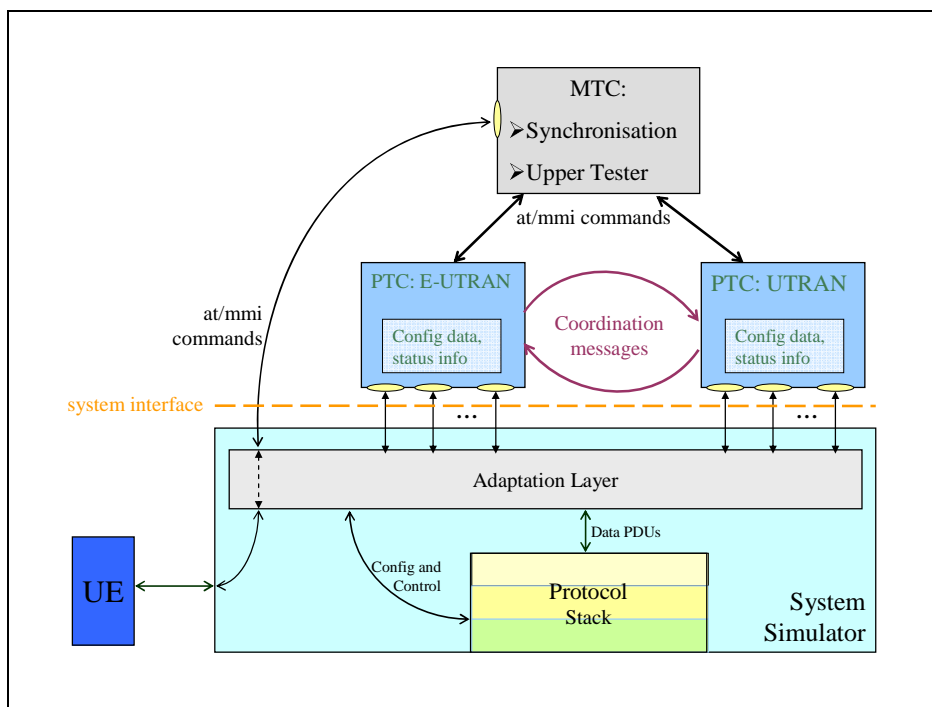 MTC:
➢Synchronisation
➢Upper Tester
at/mmi commands
PTC: E-UTRAN
PTC: UTRAN
Config data,
status info
Coordination
messages
Config data,
status info
at/mmi
commands
system interface
...
...
Adaptation Layer
Data PDUs
Config and
Control
Protocol
Stack
UE
System
Simulator